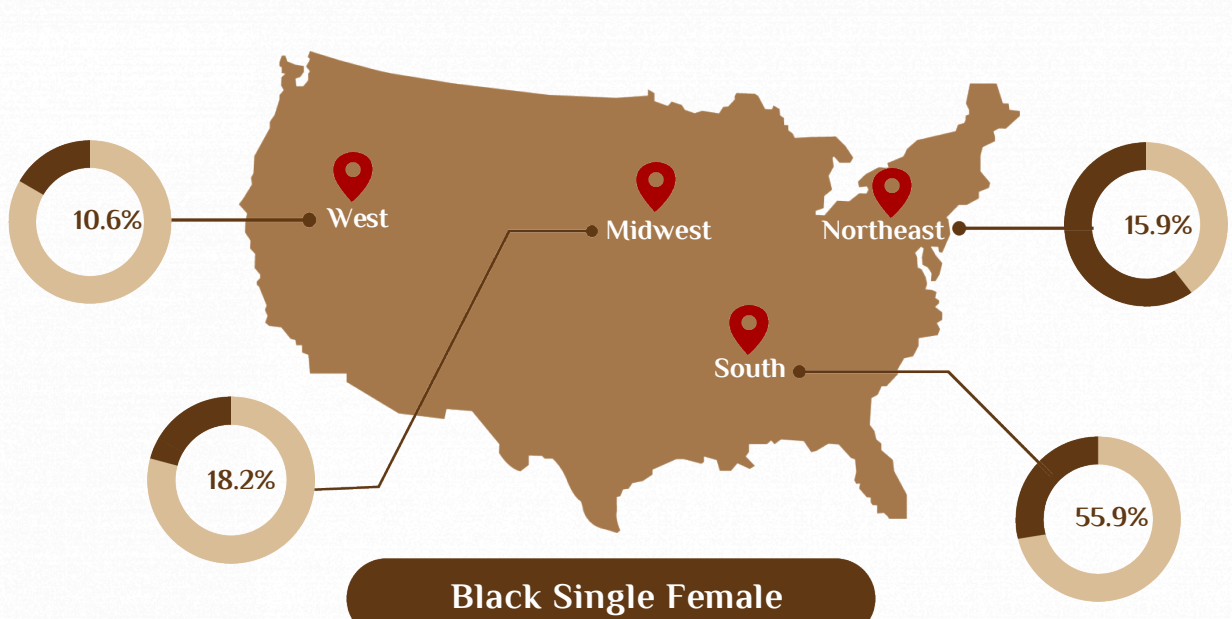 10.6%
West
Midwest
Northeast
15.9%
South
18.2%
55.9%
Black Single Female